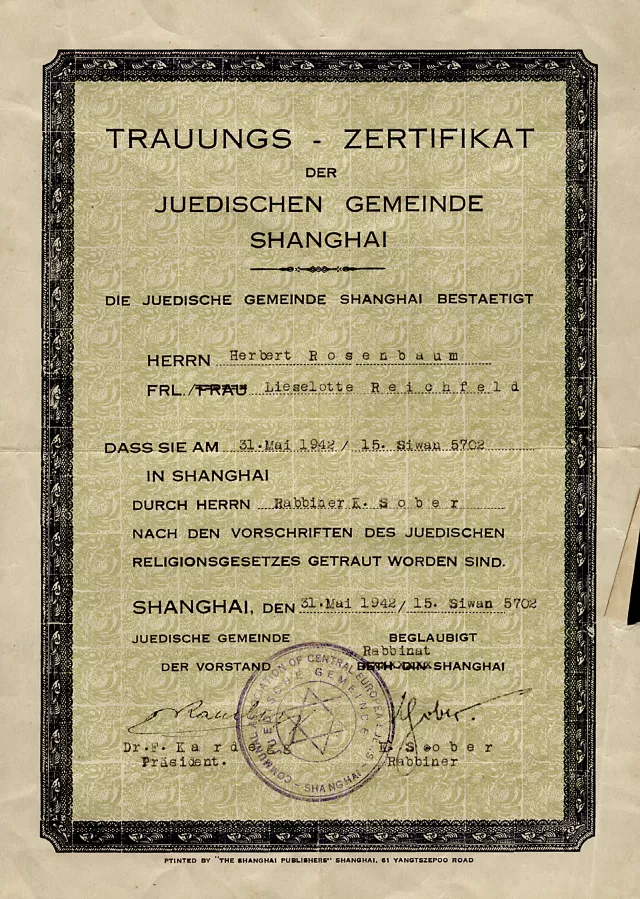 TRAUUNGS - ZERTIFIKAT
DER
JUEDISCHEN GEMEINDE
SHANGHAI
DIE JUEDISCHE GEMEINDE SHANGHAI BESTAETIGT
HERRN Herbert Rosenbaum
FRL./FRAU Lieselotte Reichfeld
DASS SIE AM 31.Mai 1942/ 15. Siwan 5702
IN SHANGHAI
DURCH HERRN Rabbiner K. Sober
NACH DEN VORSCHRIFTEN DES JUEDISCHEN
RELIGIONSGESETZES GETRAUT WORDEN SIND.
SHANGHAI, DEN 31.Mai 1942/ 15. Siwan 5702
JUEDISCHE GEMEINDE BEGLAUBIGT
Rabbinat
DER VORSTAND BETH DIN SHANGHAI
OF CENTRAL EUROPEAN JEWS - SHANGHAI -
JUEDISCHE GEMEINDE
Sober.
Dr.F. Kardegg Sober
Präsident. Rabbiner
PTINTED BY "THE SHANGHAI PUBLISHERS" SHANGHAI, 61 YANGTSZEPOO ROAD